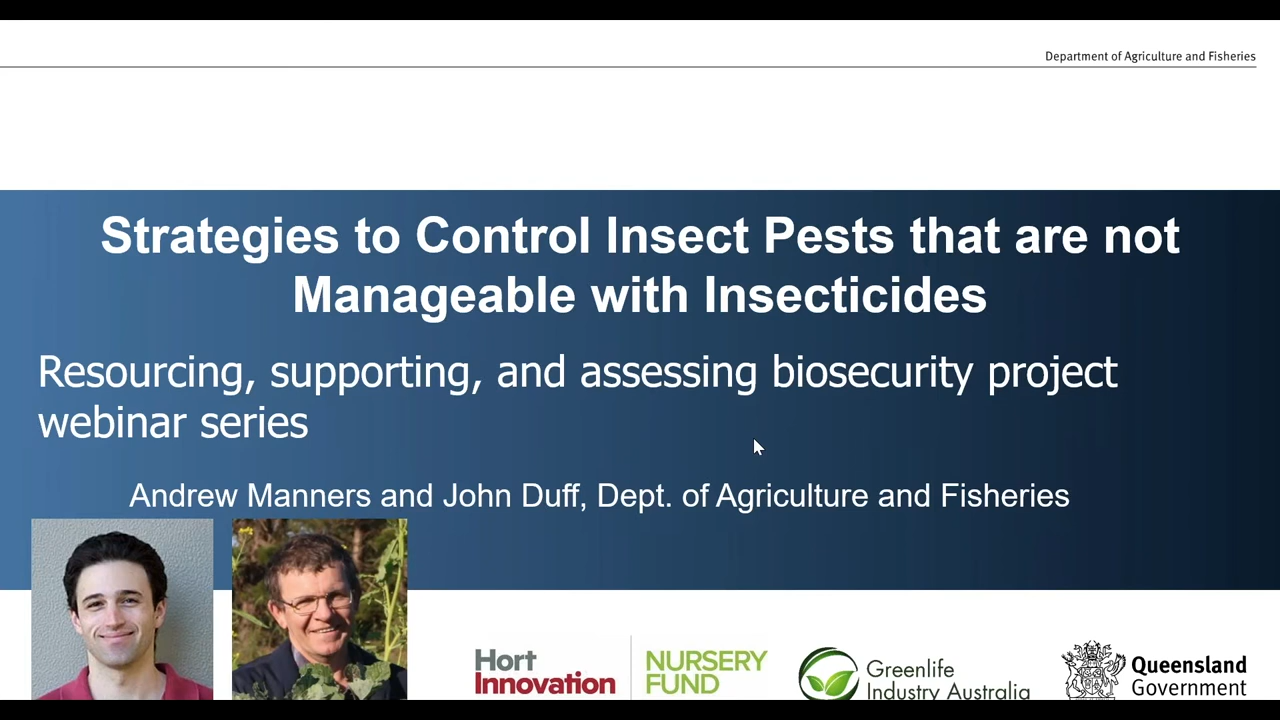 Department of Agriculture and Fisheries
Strategies to Control Insect Pests that are not
Manageable with Insecticides
Resourcing, supporting, and assessing biosecurity project
webinar series
Andrew Manners and John Duff, Dept. of Agriculture and Fisheries
Hort
Innovation
NURSERY
FUND
Greenlife
Industry Australia
Queensland
Government